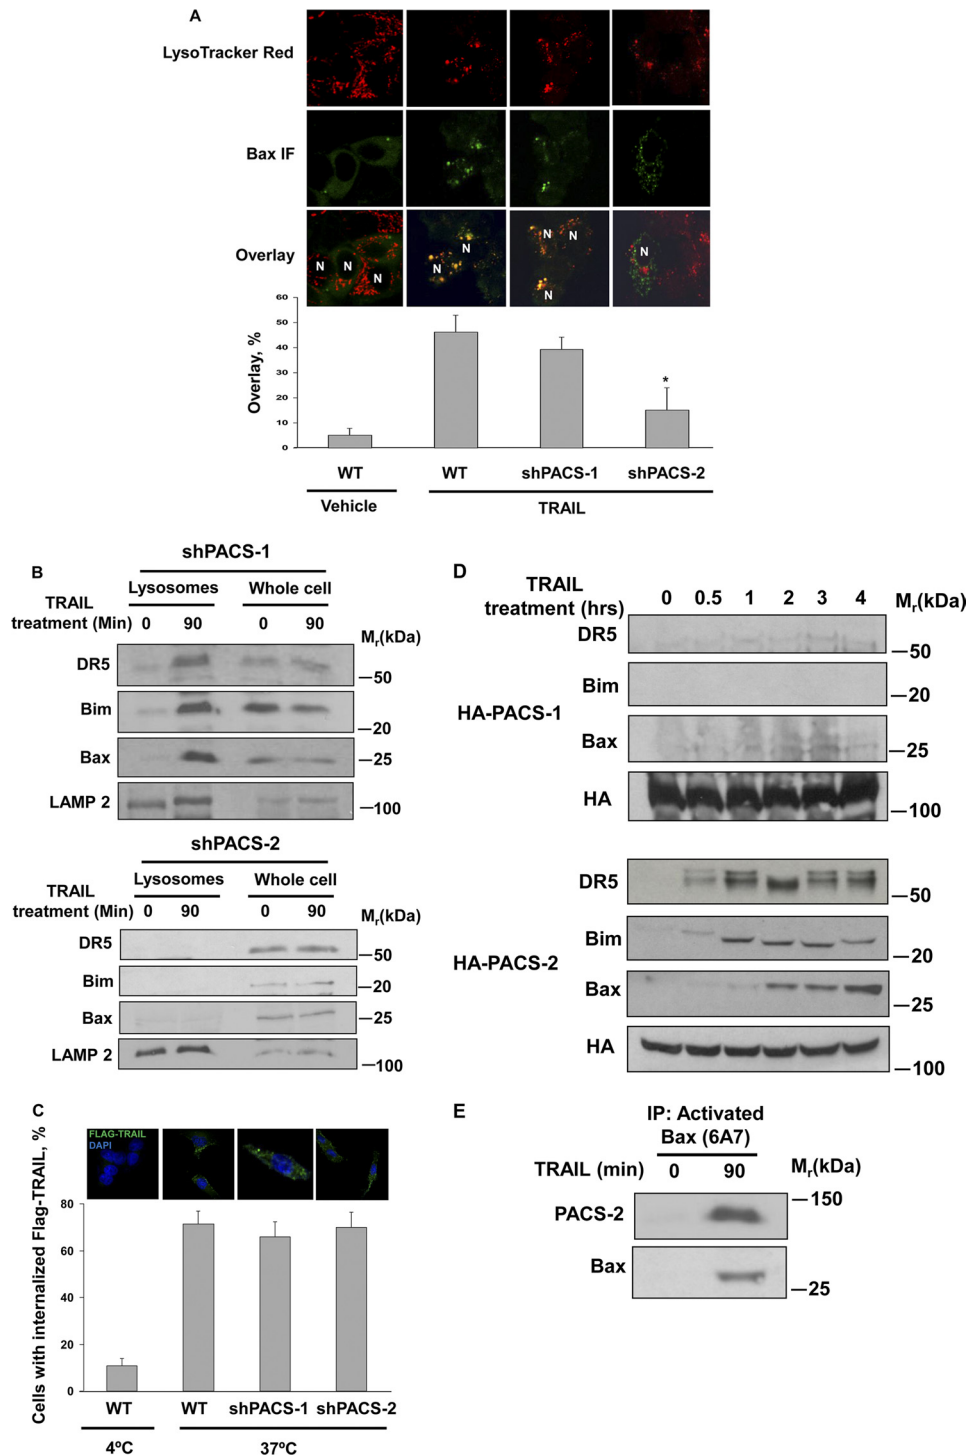 A
LysoTracker Red
Bax IF
Overlay
N N N
N N
N N N
N
Overlay, %
60
50
40
30
20
10
0
*
WT WT shPACS-1 shPACS-2
Vehicle TRAIL
B
shPACS-1
Lysosomes Whole cell
TRAIL
treatment (Min) 0 90 0 90 Mr(kDa)
DR5 —50
Bim —20
Bax —25
LAMP 2 —100
shPACS-2
Lysosomes Whole cell
TRAIL
treatment (Min) 0 90 0 90 Mr(kDa)
DR5 —50
Bim —20
Bax —25
LAMP 2 —100
C
FLAG-TRAIL
DAPI
Cells with internalized Flag-TRAIL, %
80
60
40
20
0
WT WT shPACS-1 shPACS-2
4ºC 37ºC
D
TRAIL
treatment (hrs) 0 0.5 1 2 3 4 Mr(kDa)
HA-PACS-1
DR5 —50
Bim —20
Bax —25
HA —100
HA-PACS-2
DR5 —50
Bim —20
Bax —25
HA —100
E
IP: Activated
Bax (6A7)
TRAIL (min) 0 90 Mr(kDa)
PACS-2 —150
Bax —25